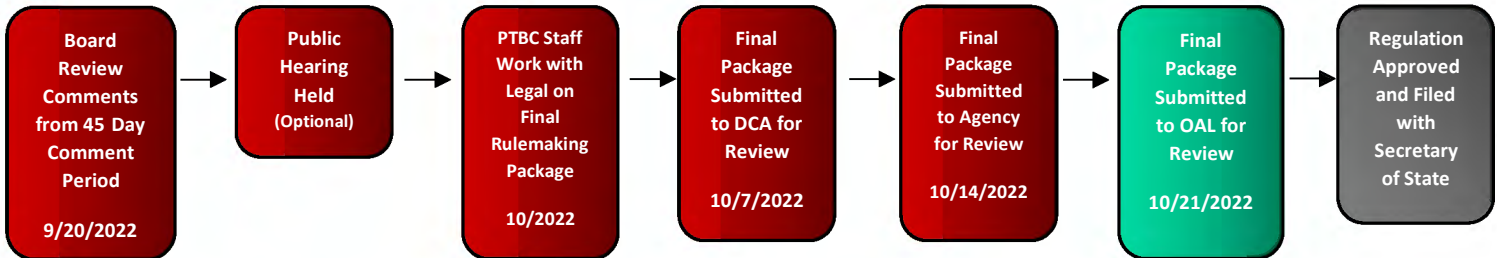 Board
Review
Comments
from 45 Day
Comment
Period
9/20/2022
Public
Hearing
Held
(Optional)
PTBC Staff
Work with
Legal on
Final
Rulemaking
Package
10/2022
Final
Package
Submitted
to DCA for
Review
10/7/2022
Final
Package
Submitted
to Agency
for Review
10/14/2022
Final
Package
Submitted
to OAL for
Review
10/21/2022
Regulation
Approved
and Filed
with
Secretary
of State